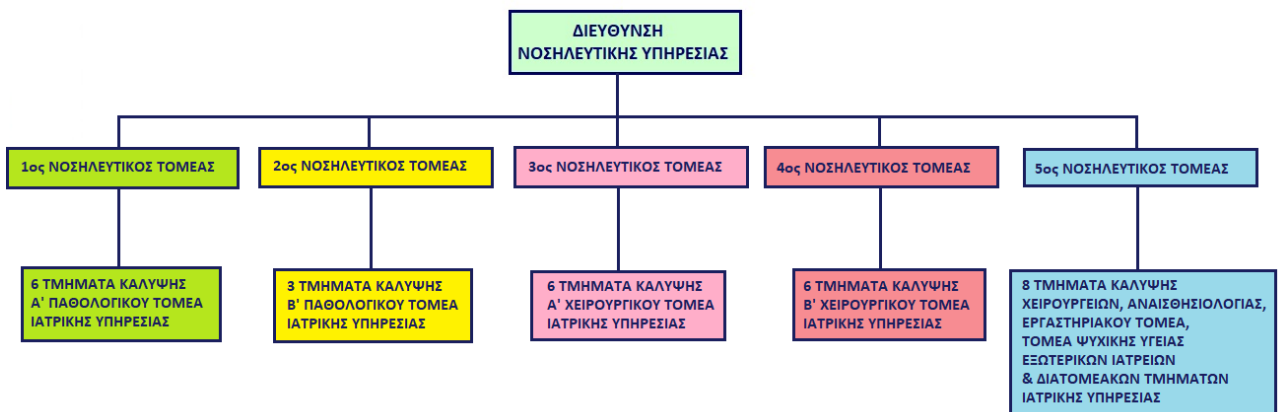 ΔΙΕΥΘΥΝΣΗ
ΝΟΣΗΛΕΥΤΙΚΗΣ ΥΠΗΡΕΣΙΑΣ
1ος ΝΟΣΗΛΕΥΤΙΚΟΣ ΤΟΜΕΑΣ
2ος ΝΟΣΗΛΕΥΤΙΚΟΣ ΤΟΜΕΑΣ
3ος ΝΟΣΗΛΕΥΤΙΚΟΣ ΤΟΜΕΑΣ
4ος ΝΟΣΗΛΕΥΤΙΚΟΣ ΤΟΜΕΑΣ
5ος ΝΟΣΗΛΕΥΤΙΚΟΣ ΤΟΜΕΑΣ
6 ΤΜΗΜΑΤΑ ΚΑΛΥΨΗΣ
Α' ΠΑΘΟΛΟΓΙΚΟΥ ΤΟΜΕΑ
ΙΑΤΡΙΚΗΣ ΥΠΗΡΕΣΙΑΣ
3 ΤΜΗΜΑΤΑ ΚΑΛΥΨΗΣ
Β' ΠΑΘΟΛΟΓΙΚΟΥ ΤΟΜΕΑ
ΙΑΤΡΙΚΗΣ ΥΠΗΡΕΣΙΑΣ
6 ΤΜΗΜΑΤΑ ΚΑΛΥΨΗΣ
Α' ΧΕΙΡΟΥΡΓΙΚΟΥ ΤΟΜΕΑ
ΙΑΤΡΙΚΗΣ ΥΠΗΡΕΣΙΑΣ
6 ΤΜΗΜΑΤΑ ΚΑΛΥΨΗΣ
Β' ΧΕΙΡΟΥΡΓΙΚΟΥ ΤΟΜΕΑ
ΙΑΤΡΙΚΗΣ ΥΠΗΡΕΣΙΑΣ
8 ΤΜΗΜΑΤΑ ΚΑΛΥΨΗΣ
ΧΕΙΡΟΥΡΓΕΙΩΝ, ΑΝΑΙΣΘΗΣΙΟΛΟΓΙΑΣ,
ΕΡΓΑΣΤΗΡΙΑΚΟΥ ΤΟΜΕΑ,
ΤΟΜΕΑ ΨΥΧΙΚΗΣ ΥΓΕΙΑΣ
ΕΞΩΤΕΡΙΚΩΝ ΙΑΤΡΕΙΩΝ
& ΔΙΑΤΟΜΕΑΚΩΝ ΤΜΗΜΑΤΩΝ
ΙΑΤΡΙΚΗΣ ΥΠΗΡΕΣΙΑΣ